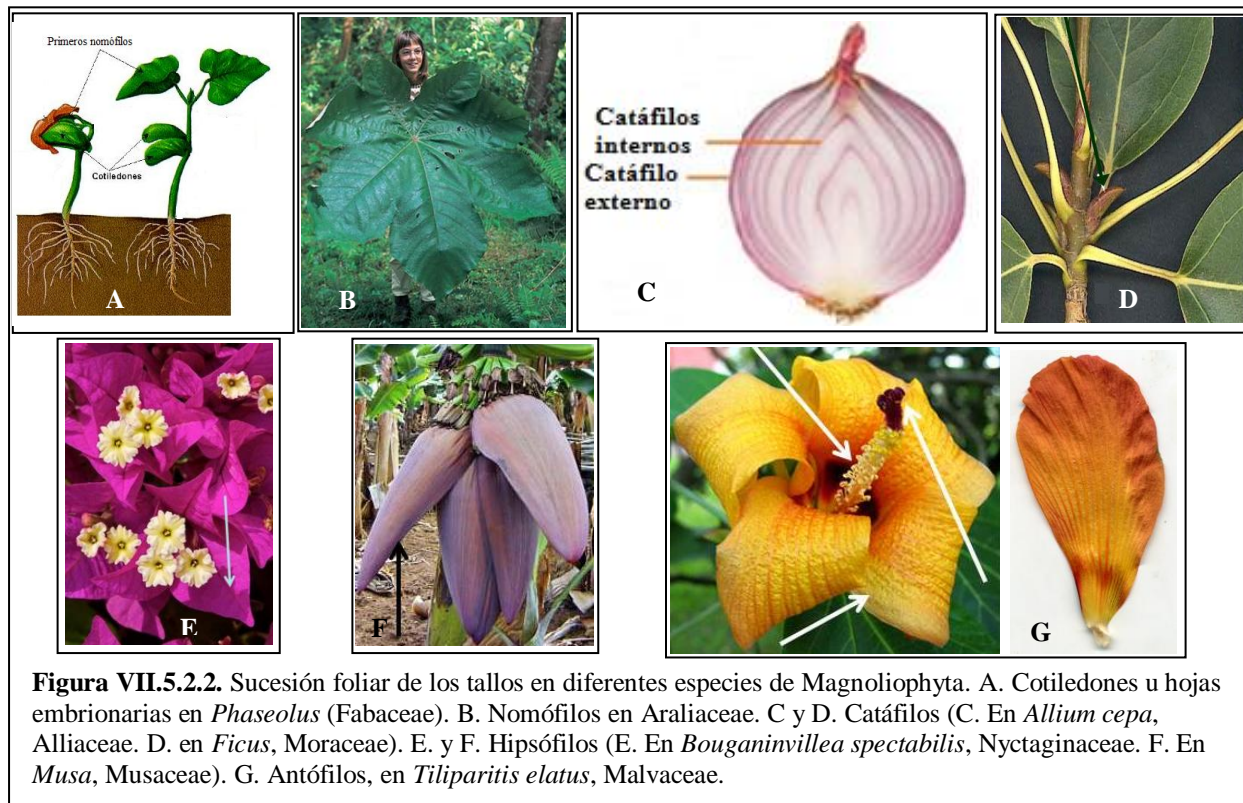 Primeros nomófilos
Cotiledones
A
B
Catáfilos
internos
Catáfilo
externo
C
D
E
F
G
Figura VII.5.2.2. Sucesión foliar de los tallos en diferentes especies de Magnoliophyta. A. Cotiledones u hojas
embrionarias en Phaseolus (Fabaceae). B. Nomófilos en Araliaceae. C y D. Catáfilos (C. En Allium cepa,
Alliaceae. D. en Ficus, Moraceae). E. y F. Hipsófilos (E. En Bouganinvillea spectabilis, Nyctaginaceae. F. En
Musa, Musaceae). G. Antófilos, en Tiliparitis elatus, Malvaceae.